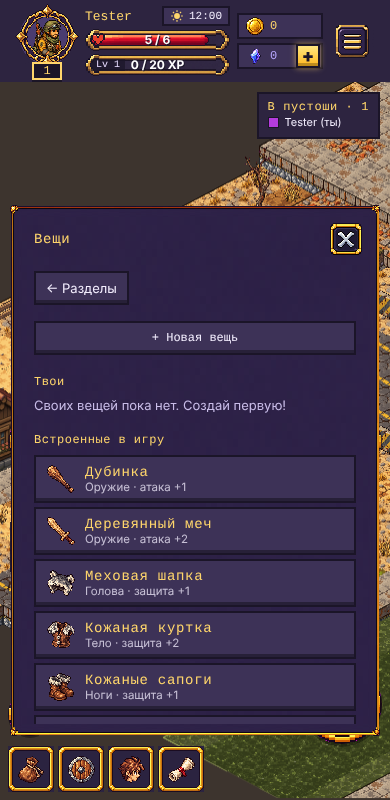 Tester
12:00
5 / 6
Lv 1 0 / 20 XP
1
0
0
+
В пустоши · 1
Tester (ты)
Вещи
← Разделы
+ Новая вещь
Твои
Своих вещей пока нет. Создай первую!
Встроенные в игру
Дубинка
Оружие · атака +1
Деревянный меч
Оружие · атака +2
Меховая шапка
Голова · защита +1
Кожаная куртка
Тело · защита +2
Кожаные сапоги
Ноги · защита +1